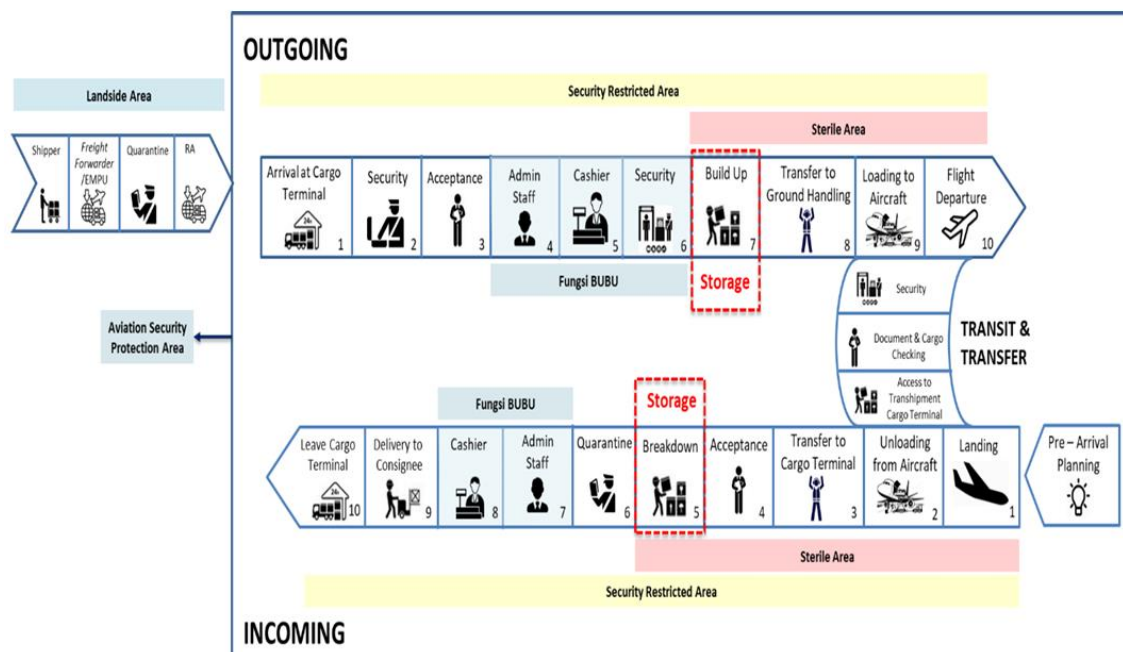 OUTGOING
Landside Area
Security Restricted Area
Sterile Area
Shipper
Freight
Forwarder
/EMPU
Quarantine
RA
Arrival at Cargo
Terminal
24h
1
Security
2
Acceptance
3
Admin
Staff
4
Cashier
5
Security
6
Build Up
7
Transfer to
Ground Handling
8
Loading to
Aircraft
9
Flight
Departure
10
Fungsi BUBU
Storage
Security
Document & Cargo
Checking
Access to
Transhipment
Cargo Terminal
TRANSIT &
TRANSFER
Aviation Security
Protection Area
Fungsi BUBU
Storage
Leave Cargo
Terminal
10
Delivery to
Consignee
9
Cashier
8
Admin
Staff
7
Quarantine
6
Breakdown
5
Acceptance
4
Transfer to
Cargo Terminal
3
Unloading
from Aircraft
2
Landing
1
Pre – Arrival
Planning
Sterile Area
Security Restricted Area
INCOMING